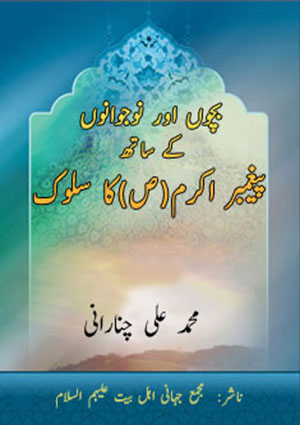 بچوں اور نوجوانوں
کے ساتھ
پیغمبر اکرم(ص)کا سلوک
محمد علی چنارانی
ناشر: مجمع جہانی اہل بیت علیہم السلام